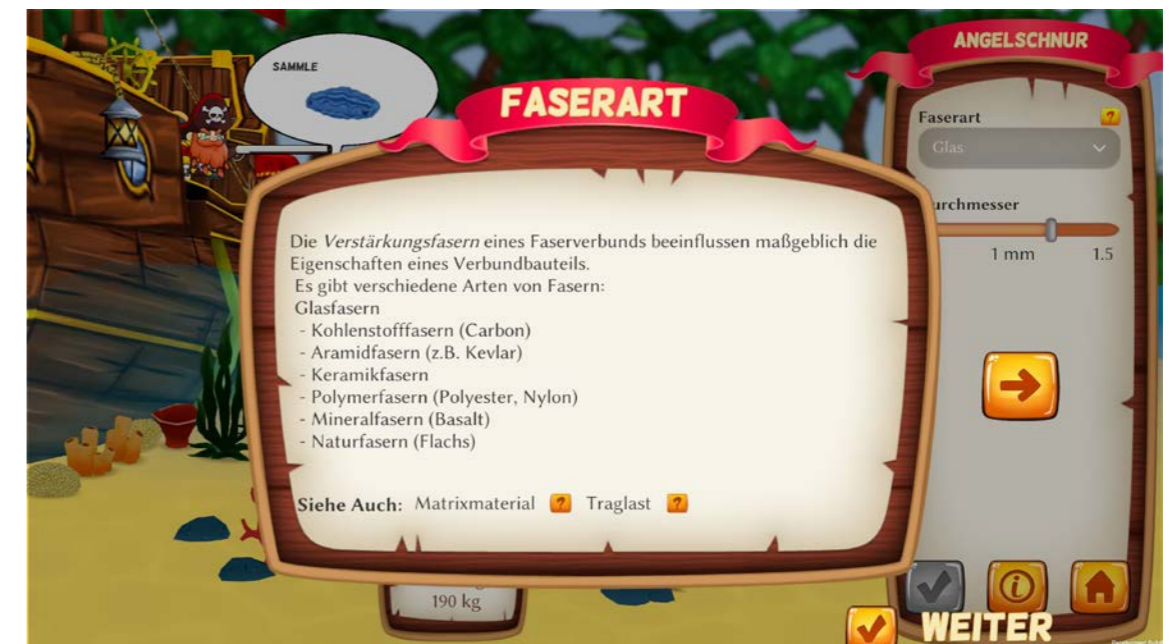 SAMMLE
FASERART
Die Verstärkungsfasern eines Faserverbunds beeinflussen maßgeblich die
Eigenschaften eines Verbundbauteils.
Es gibt verschiedene Arten von Fasern:
Glasfasern
- Kohlenstofffasern (Carbon)
- Aramidfasern (z.B. Kevlar)
- Keramikfasern
- Polymerfasern (Polyester, Nylon)
- Mineralfasern (Basalt)
- Naturfasern (Flachs)
Siehe Auch: Matrixmaterial ? Traglast ?
190 kg
ANGELSCHNUR
Faserart ?
Glas
urchmesser
1 mm 1.5
WEITER